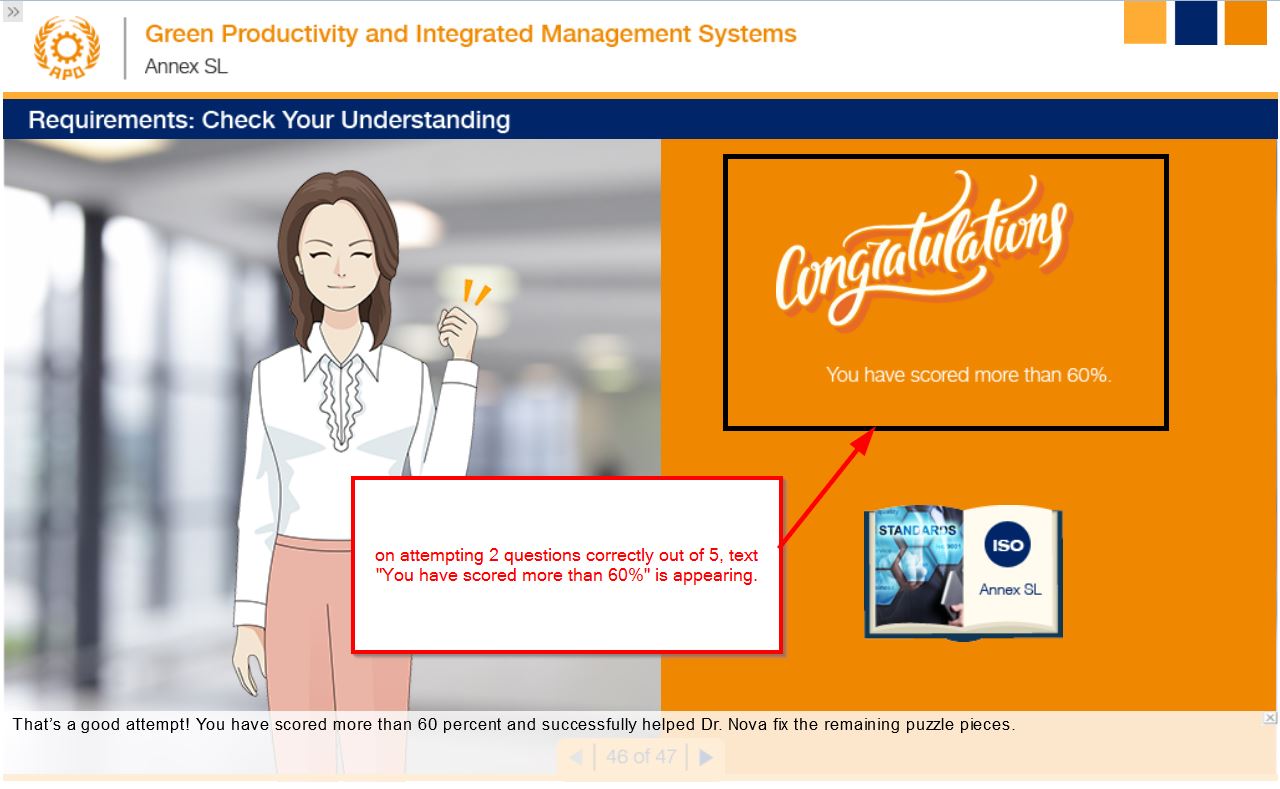 »
APO
Green Productivity and Integrated Management Systems
Annex SL
Requirements: Check Your Understanding
Congratulations
You have scored more than 60%.
on attempting 2 questions correctly out of 5, text
"You have scored more than 60%" is appearing.
quality
STANDARDS
ISO
Annex SL
That's a good attempt! You have scored more than 60 percent and successfully helped Dr. Nova fix the remaining puzzle pieces.
46 of 47